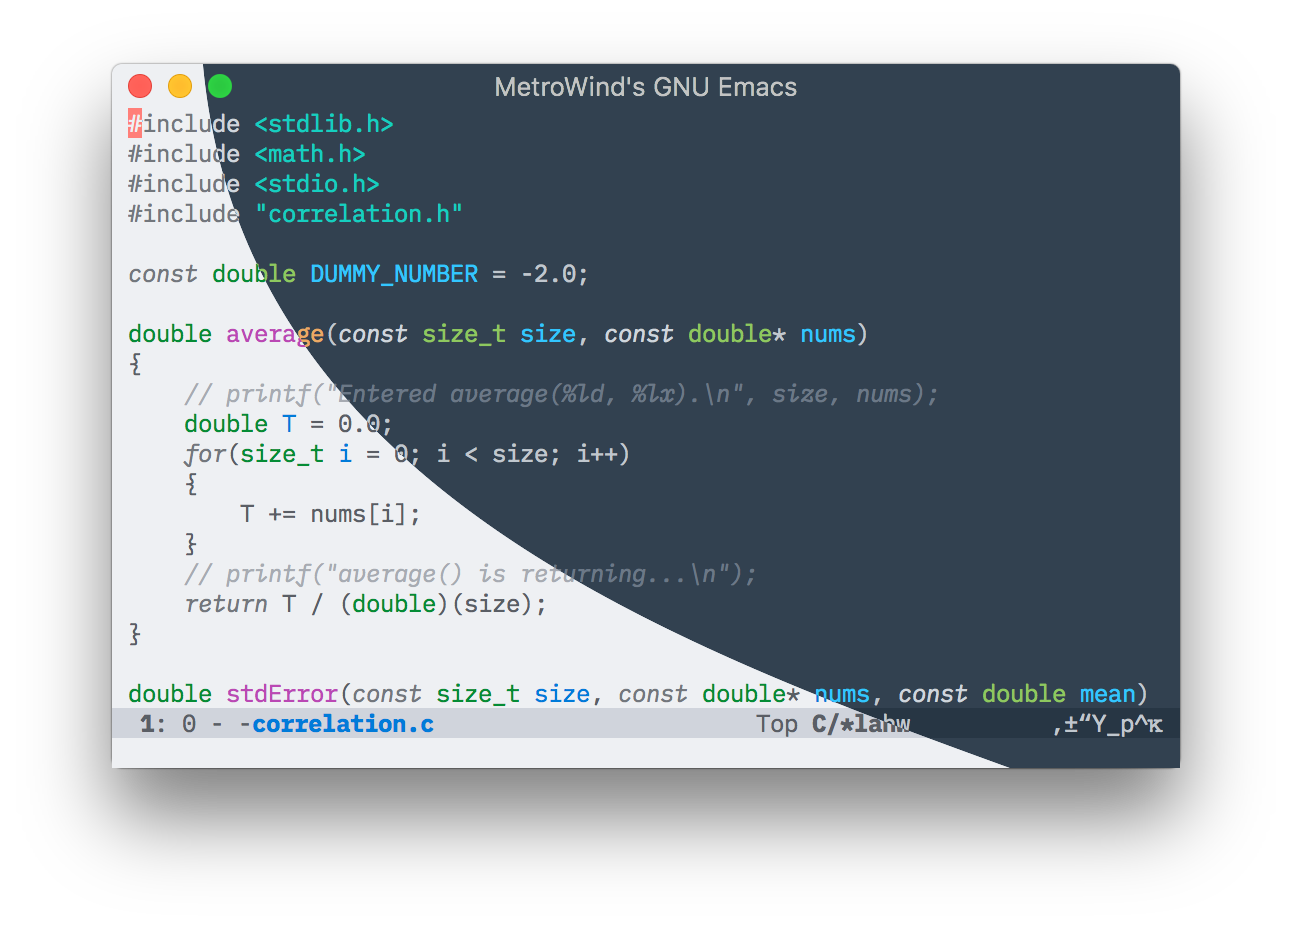 MetroWind's GNU Emacs
#include <stdlib.h>
#include <math.h>
#include <stdio.h>
#include "correlation.h"
const double DUMMY_NUMBER = -2.0;
double average(const size_t size, const double* nums)
{
// printf("Entered average(%ld, %lx).\n", size, nums);
double T = 0.0;
for(size_t i = 0; i < size; i++)
{
T += nums[i];
}
// printf("average() is returning...\n");
return T / (double)(size);
}
double stdError(const size_t size, const double* nums, const double mean)
1: 0 - -correlation.c Top C/*lahw ,±“Y_p^ĸ